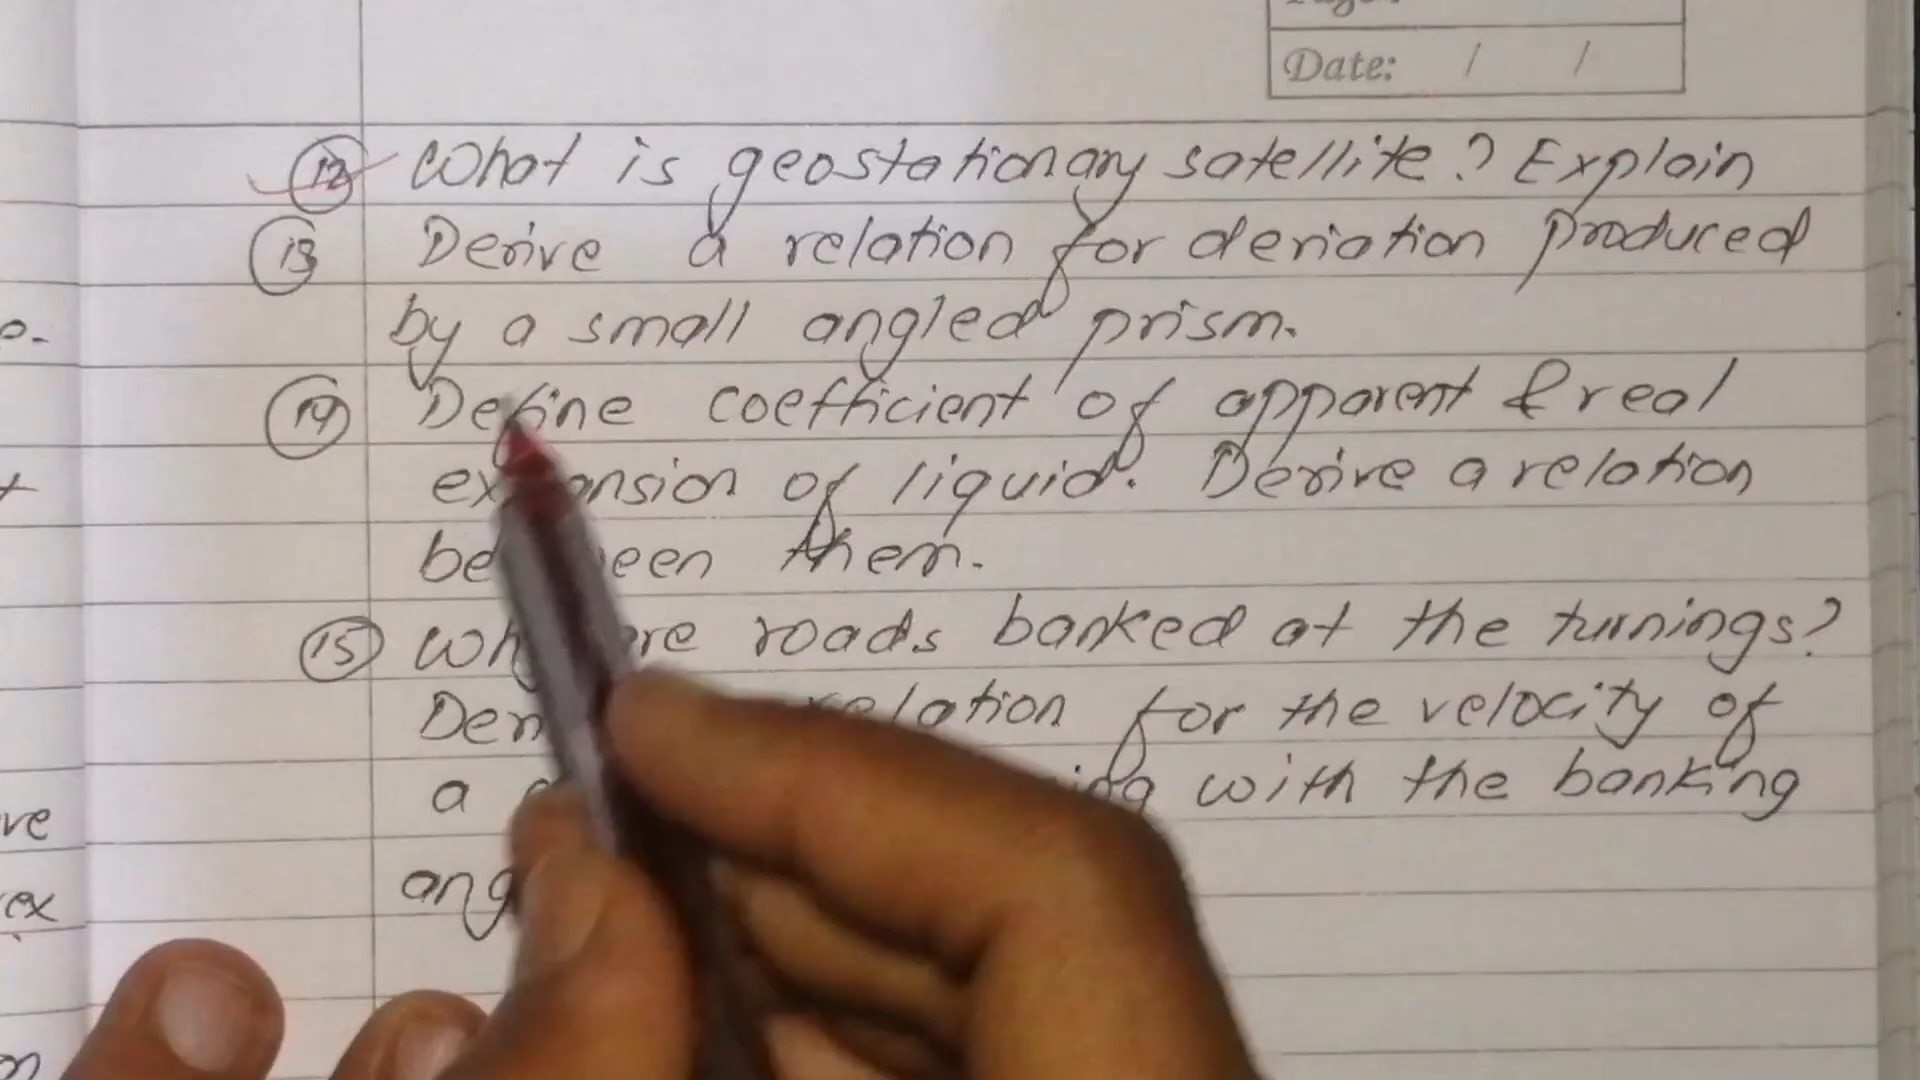 Date: / /
12 What is geostationary satellite? Explain
13 Derive a relation for deviation produced
by a small angled prism.
14 Define coefficient of apparent & real
expansion of liquid. Derive a relation
between them.
15 Why are roads banked at the turnings?
relation for the velocity of
a with the banking